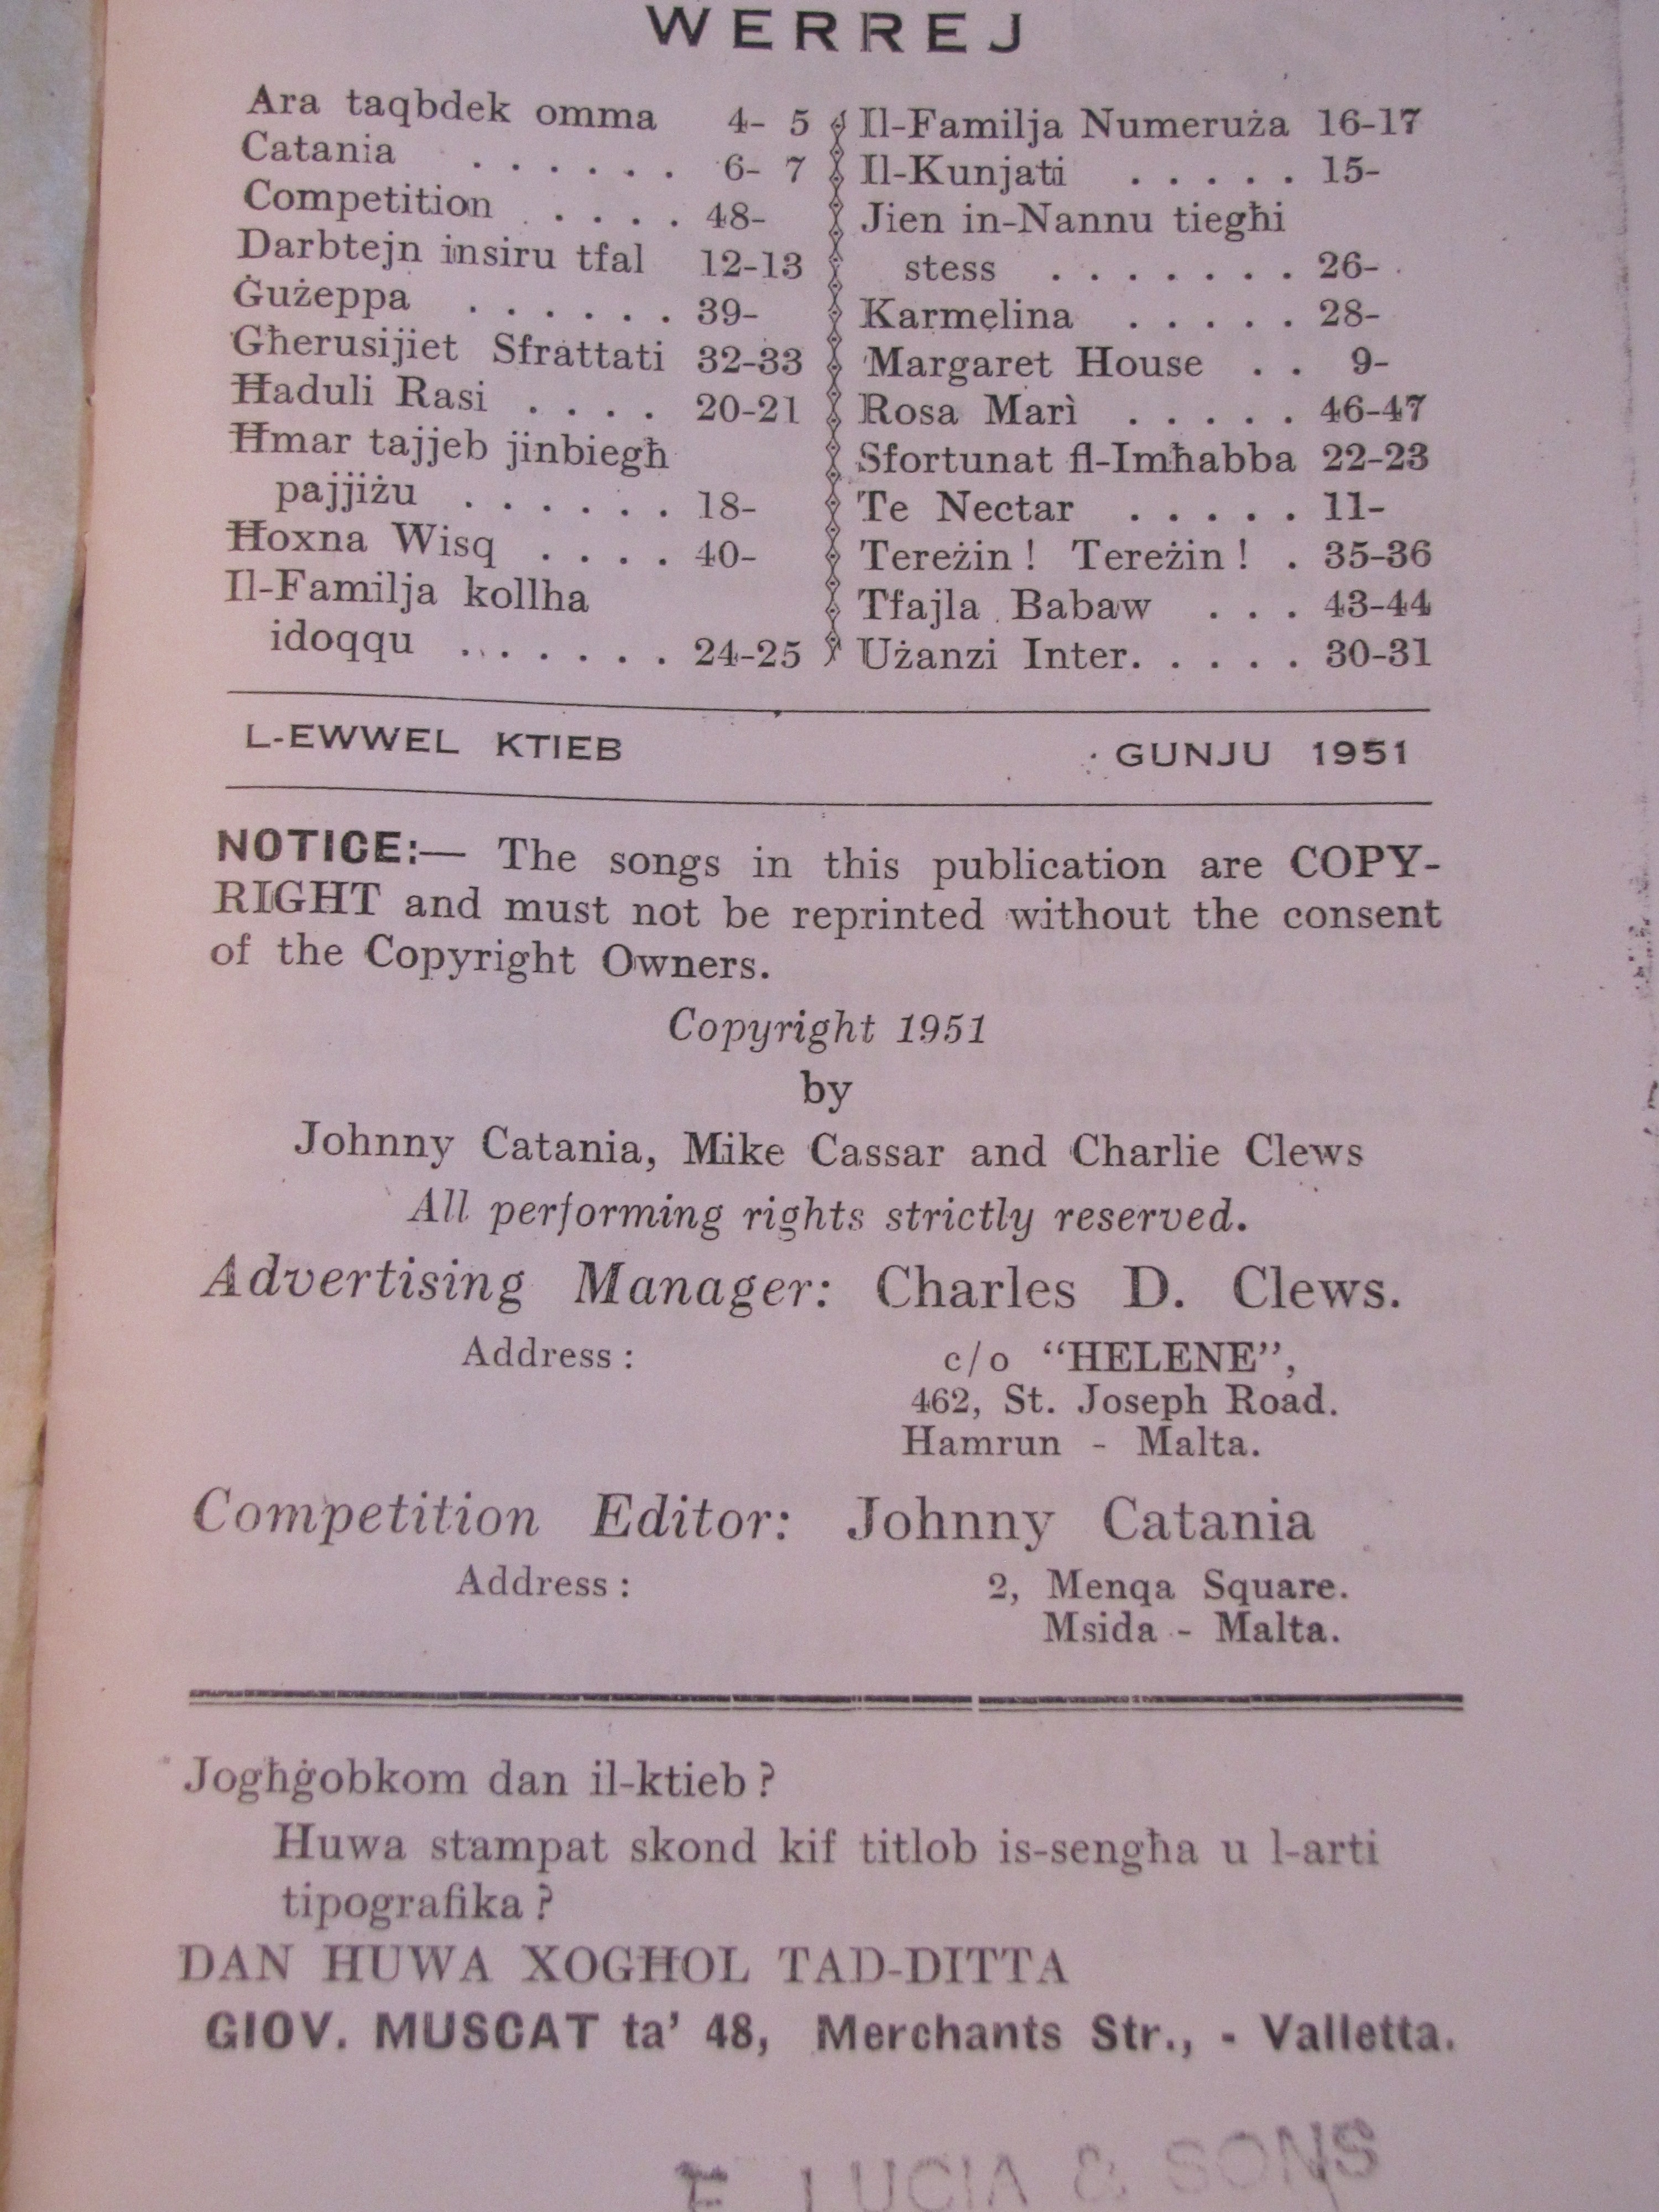 WERREJ
Ara taqbdek omma 4- 5
Catania . . . . . . 6- 7
Competition . . . . 48-
Darbtejn insiru tfal 12-13
Ġużeppa . . . . . . 39-
Għerusijiet Sfrattati 32-33
Ħaduli Rasi . . . . 20-21
Ħmar tajjeb jinbiegħ
pajjiżu . . . . . . 18-
Ħoxna Wisq . . . . 40-
Il-Familja kollha
idoqqu . . . . . . . 24-25
Il-Familja Numeruża 16-17
Il-Kunjati . . . . . 15-
Jien in-Nannu tiegħi
stess . . . . . . . 26-
Karmelina . . . . . 28-
Margaret House . . 9-
Rosa Marì . . . . . 46-47
Sfortunat fl-Imħabba 22-23
Te Nectar . . . . . 11-
Tereżin ! Tereżin ! . 35-36
Tfajla Babaw . . . 43-44
Użanzi Inter. . . . . 30-31
L-EWWEL KTIEB GUNJU 1951
NOTICE:— The songs in this publication are COPY-
RIGHT and must not be reprinted without the consent
of the Copyright Owners.
Copyright 1951
by
Johnny Catania, Mike Cassar and Charlie Clews
All performing rights strictly reserved.
Advertising Manager: Charles D. Clews.
Address : c/o “HELENE”,
462, St. Joseph Road.
Hamrun - Malta.
Competition Editor: Johnny Catania
Address : 2, Menqa Square.
Msida - Malta.
Jogħġobkom dan il-ktieb ?
Huwa stampat skond kif titlob is-sengħa u l-arti
tipografika ?
DAN HUWA XOGĦOL TAD-DITTA
GIOV. MUSCAT ta’ 48, Merchants Str., - Valletta.
LUCIA & SONS